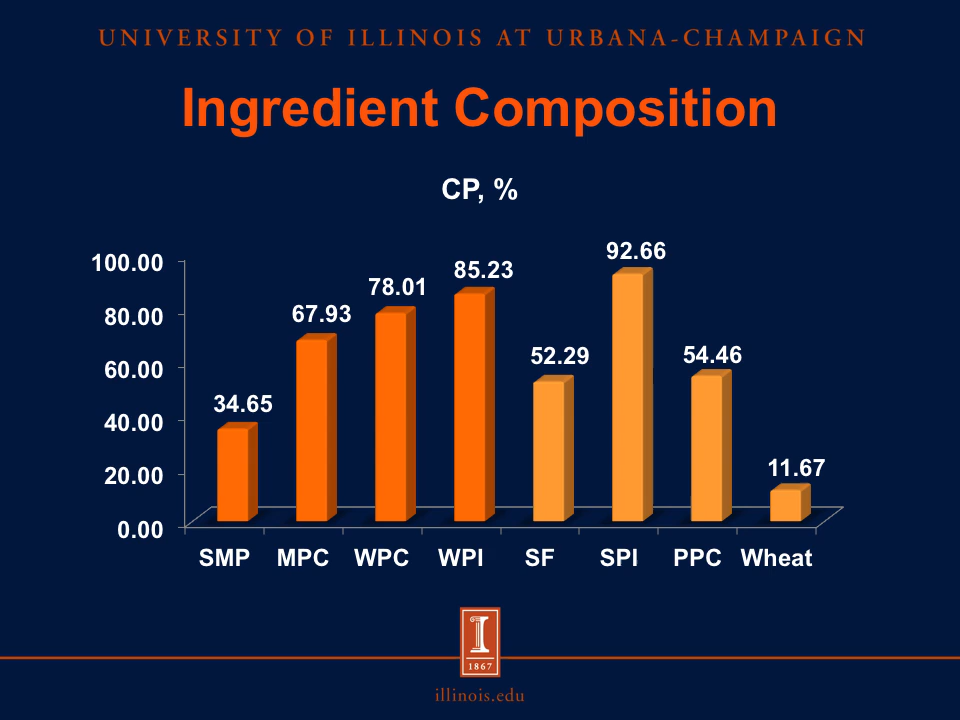 UNIVERSITY OF ILLINOIS AT URBANA-CHAMPAIGN
Ingredient Composition
CP, %
100.00
80.00
60.00
40.00
20.00
0.00
34.65
67.93
78.01
85.23
52.29
92.66
54.46
11.67
SMP MPC WPC WPI SF SPI PPC Wheat
I
1867
illinois.edu